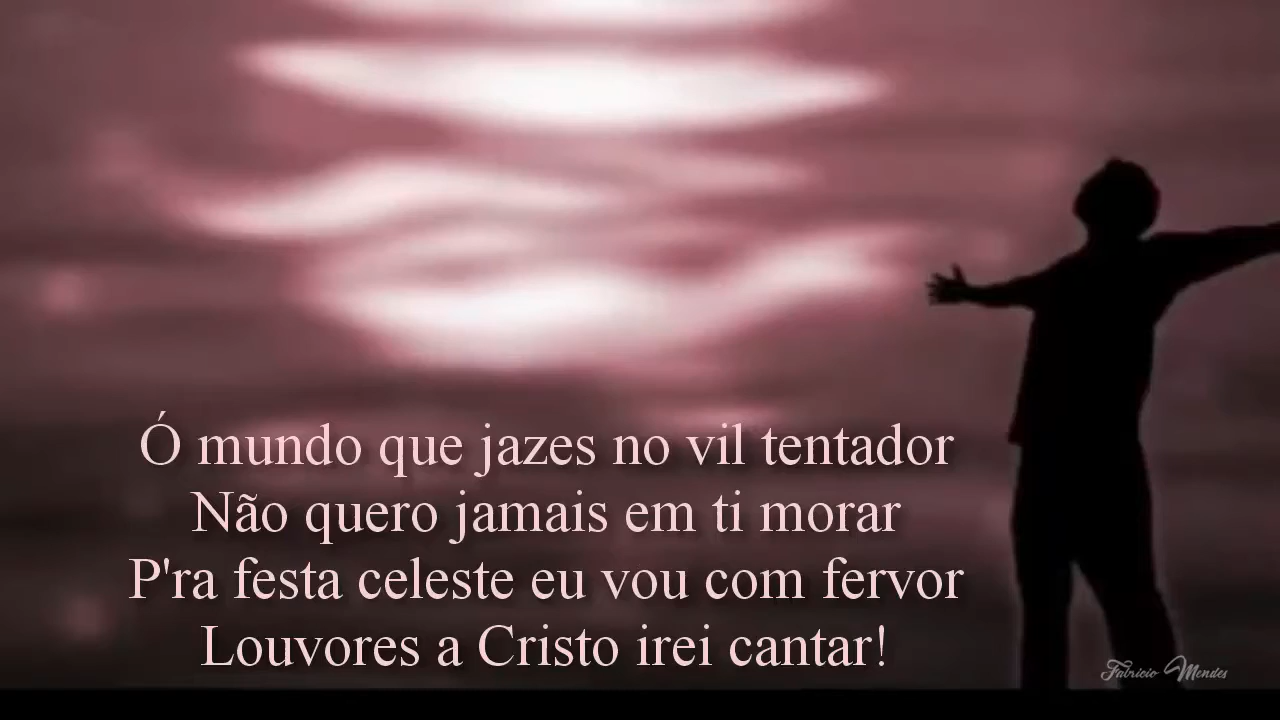 Ó mundo que jazes no vil tentador
Não quero jamais em ti morar
P'ra festa celeste eu vou com fervor
Louvores a Cristo irei cantar!
Fabricio Mendes